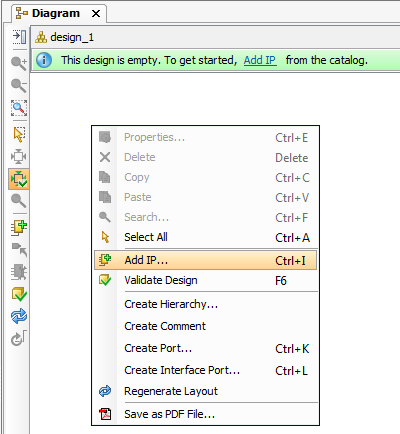 Diagram ×
design_1
This design is empty. To get started, Add IP from the catalog.
Properties... Ctrl+E
Delete Delete
Copy Ctrl+C
Paste Ctrl+V
Search... Ctrl+F
Select All Ctrl+A
Add IP... Ctrl+I
Validate Design F6
Create Hierarchy...
Create Comment
Create Port... Ctrl+K
Create Interface Port... Ctrl+L
Regenerate Layout
Save as PDF File...